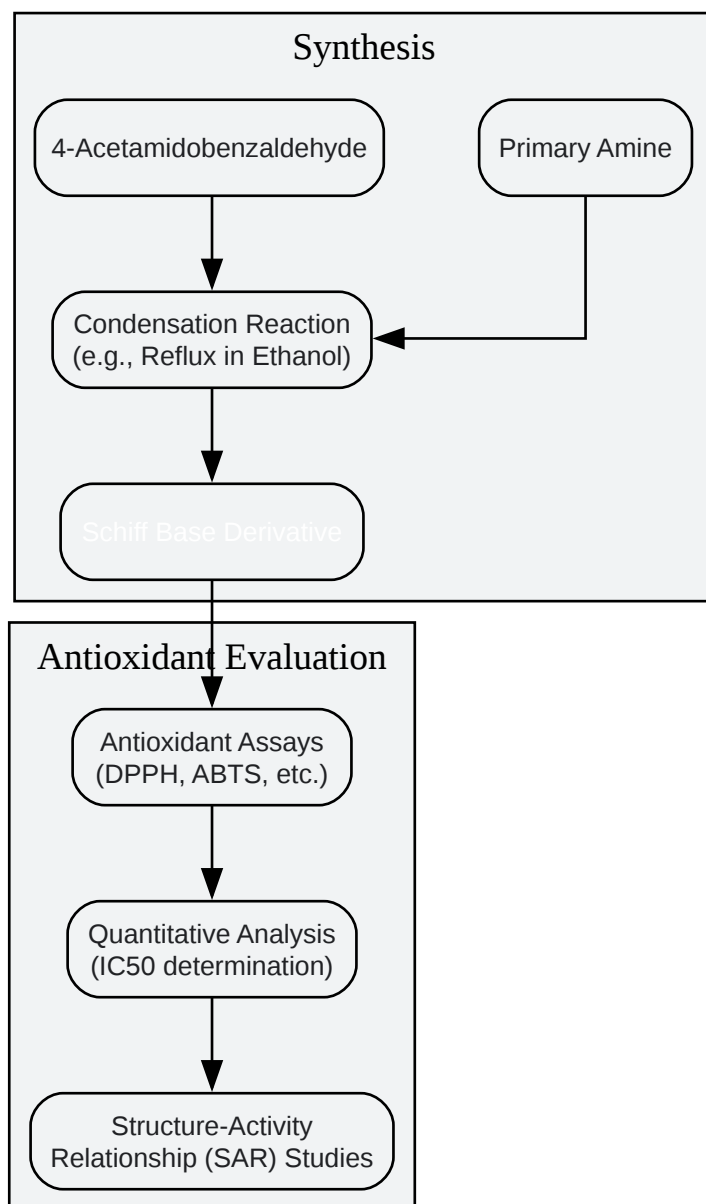 Synthesis
4-Acetamidobenzaldehyde
Primary Amine
Condensation Reaction
(e.g., Reflux in Ethanol)
Schiff Base Derivative
Antioxidant Evaluation
Antioxidant Assays
(DPPH, ABTS, etc.)
Quantitative Analysis
(IC50 determination)
Structure-Activity
Relationship (SAR) Studies